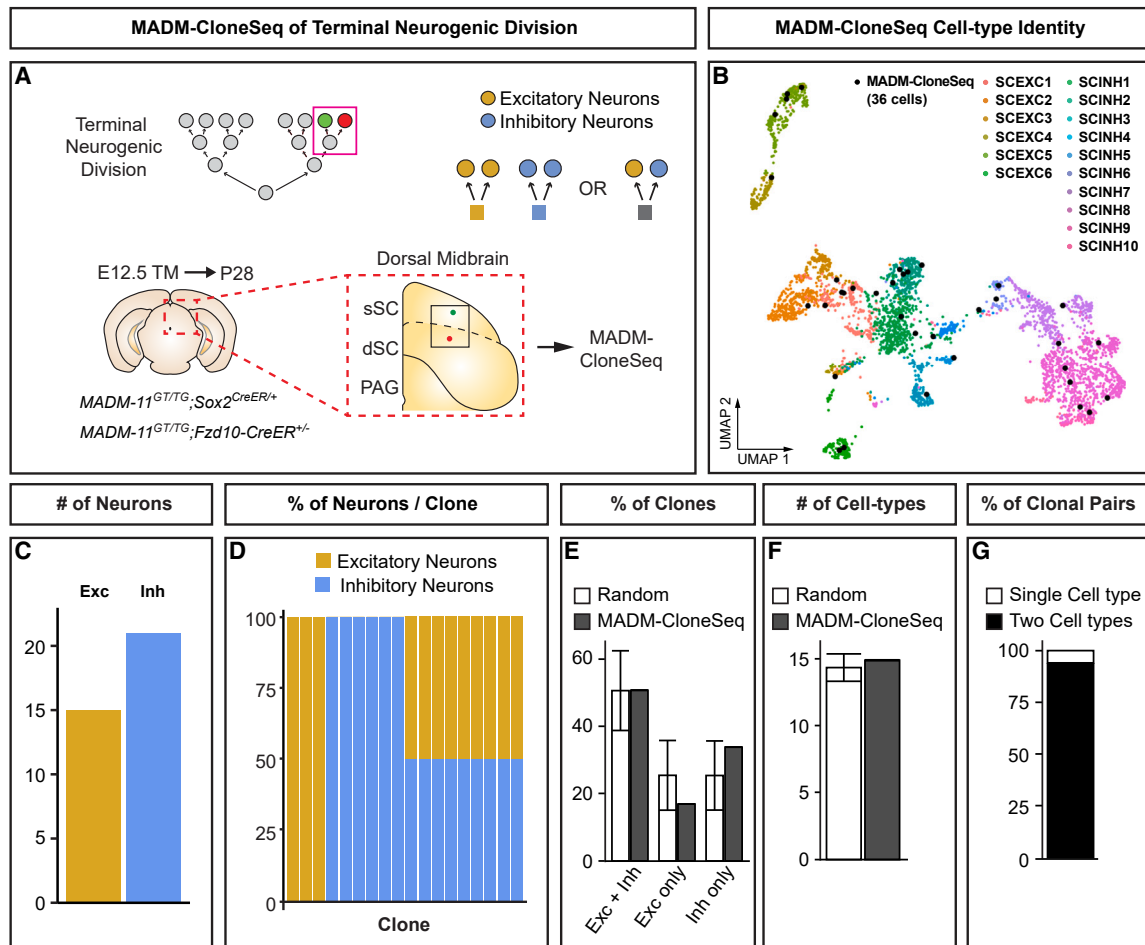 MADM-CloneSeq of Terminal Neurogenic Division
MADM-CloneSeq Cell-type Identity
A
Terminal
Neurogenic
Division
Excitatory Neurons
Inhibitory Neurons
OR
E12.5 TM → P28
Dorsal Midbrain
sSC
dSC
PAG
MADM-
CloneSeq
MADM-11^GT/TG;Sox2^CreER/+
MADM-11^GT/TG;Fzd10-CreER^+/-
B
MADM-CloneSeq
(36 cells)
SCEXC1
SCEXC2
SCEXC3
SCEXC4
SCEXC5
SCEXC6
SCINH1
SCINH2
SCINH3
SCINH4
SCINH5
SCINH6
SCINH7
SCINH8
SCINH9
SCINH10
UMAP 2
UMAP 1
# of Neurons
% of Neurons / Clone
% of Clones
# of Cell-types
% of Clonal Pairs
C
Exc Inh
20
15
10
5
0
D
Excitatory Neurons
Inhibitory Neurons
100
75
50
25
0
Clone
E
Random
MADM-CloneSeq
60
40
20
0
Exc + Inh
Exc only
Inh only
F
Random
MADM-CloneSeq
15
10
5
0
G
Single Cell type
Two Cell types
100
75
50
25
0